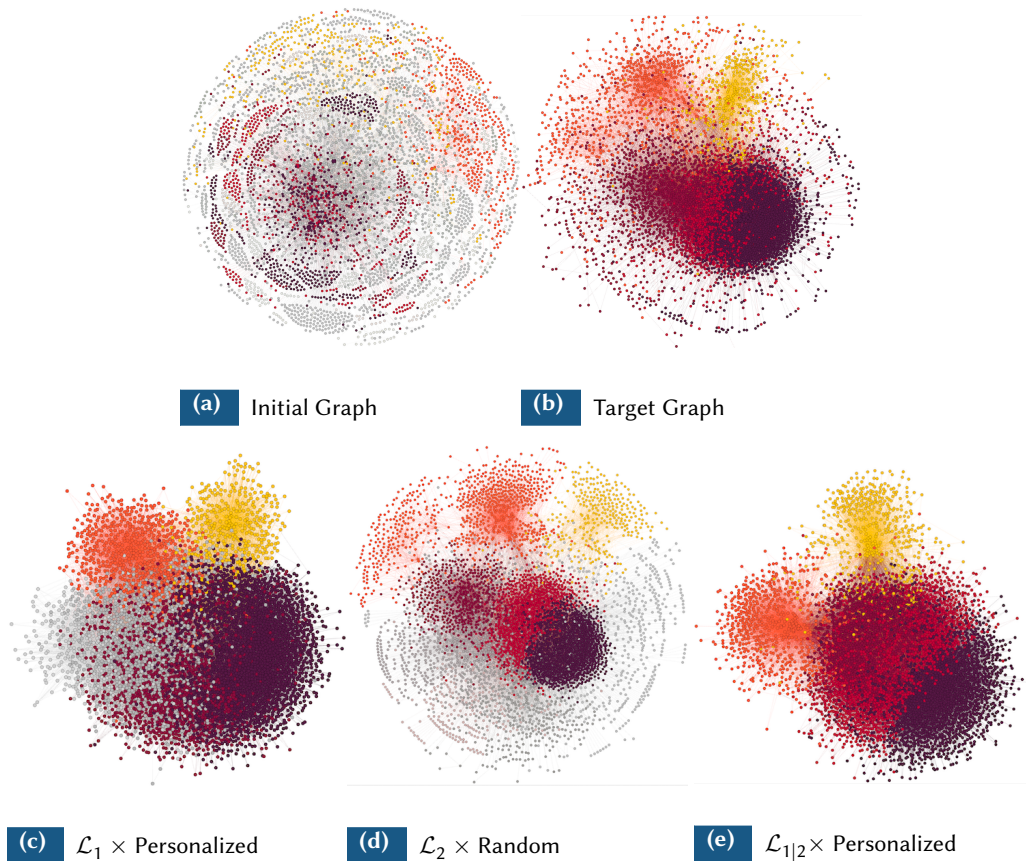 (a) Initial Graph
(b) Target Graph
(c) ℒ₁ × Personalized
(d) ℒ₂ × Random
(e) ℒ₁|₂ × Personalized